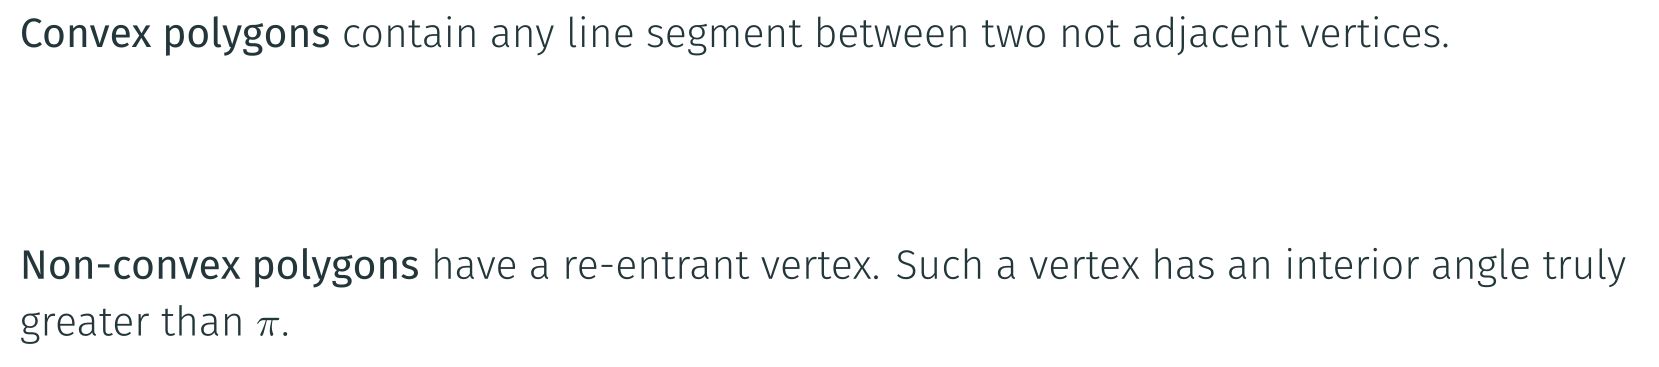 Convex polygons contain any line segment between two not adjacent vertices.
Non-convex polygons have a re-entrant vertex. Such a vertex has an interior angle truly
greater than π.